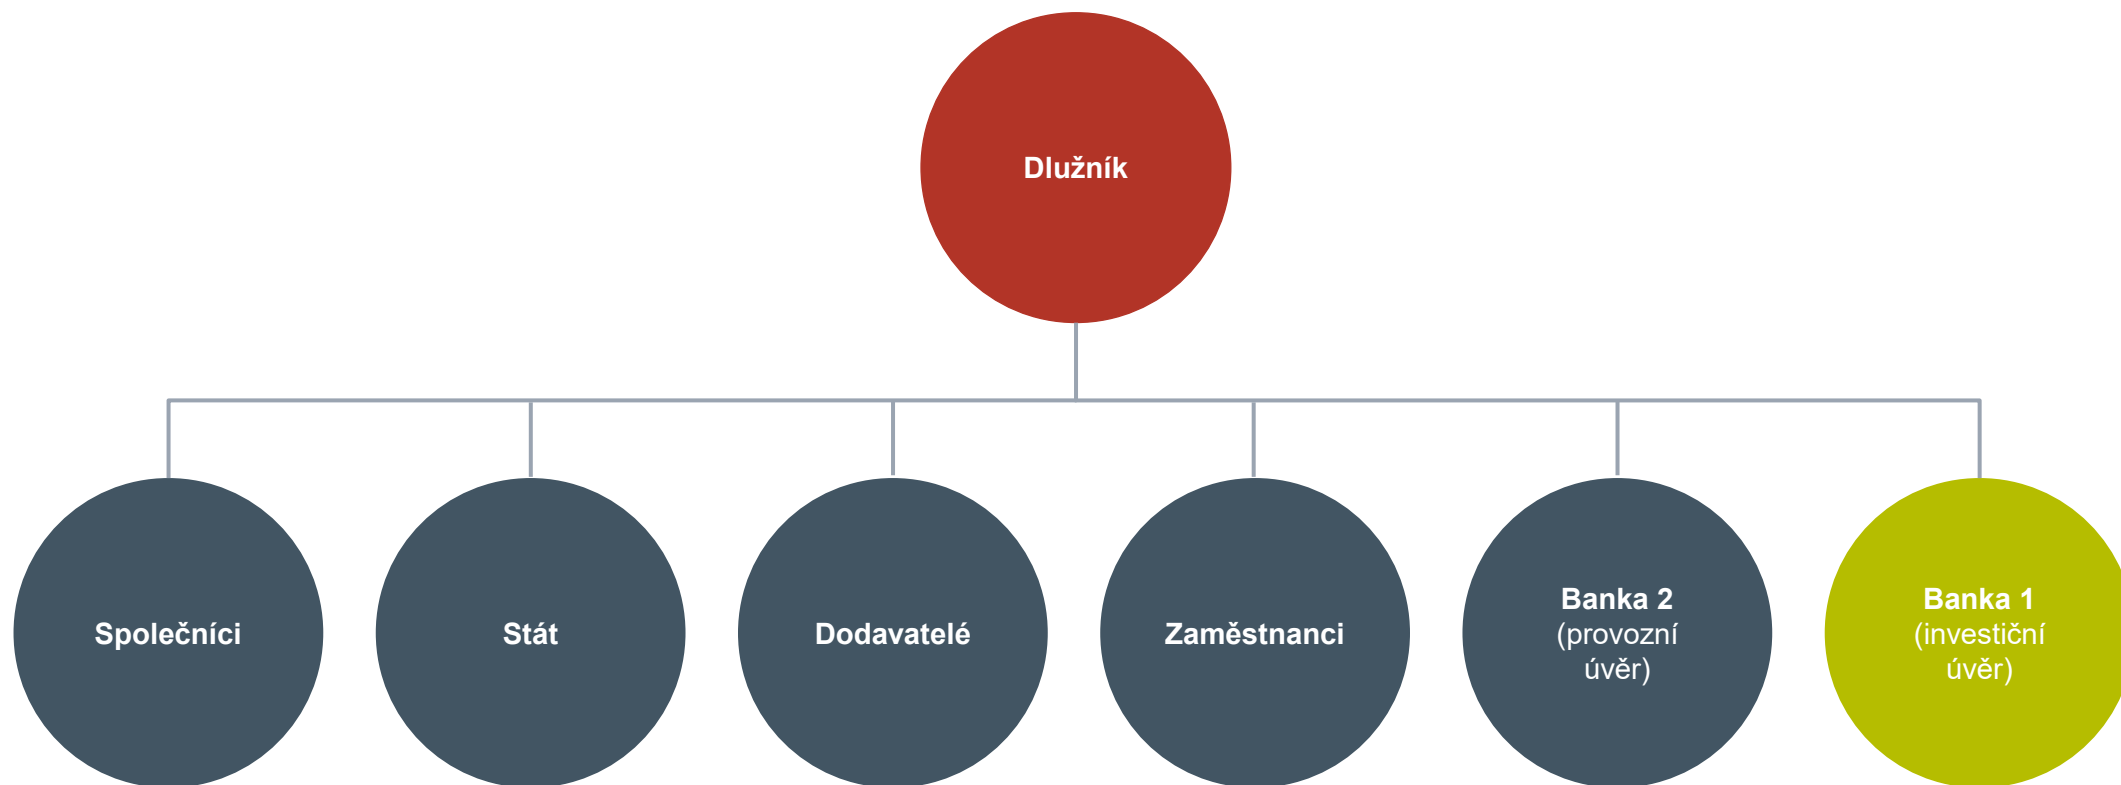 Dlužník
Společníci
Stát
Dodavatelé
Zaměstnanci
Banka 2
(provozní
úvěr)
Banka 1
(investiční
úvěr)